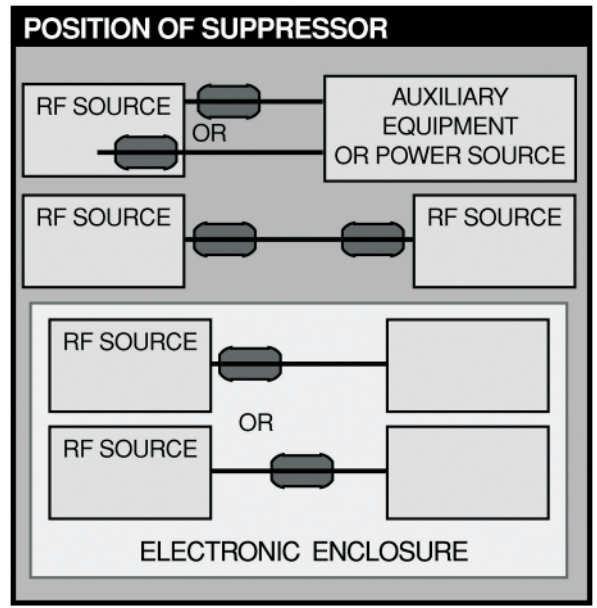 POSITION OF SUPPRESSOR
RF SOURCE
OR
AUXILIARY
EQUIPMENT
OR POWER SOURCE
RF SOURCE
RF SOURCE
RF SOURCE
OR
RF SOURCE
ELECTRONIC ENCLOSURE